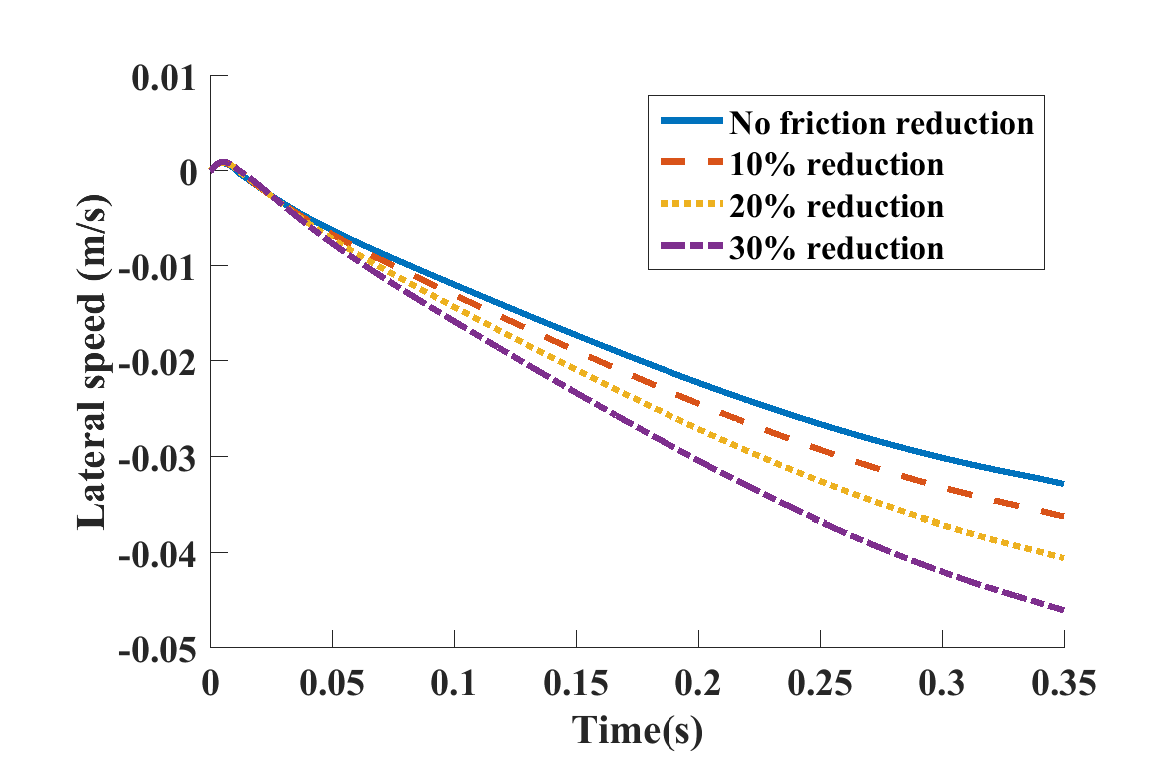 0.01
0
-0.01
-0.02
-0.03
-0.04
-0.05
Lateral speed (m/s)
No friction reduction
10% reduction
20% reduction
30% reduction
0 0.05 0.1 0.15 0.2 0.25 0.3 0.35
Time(s)